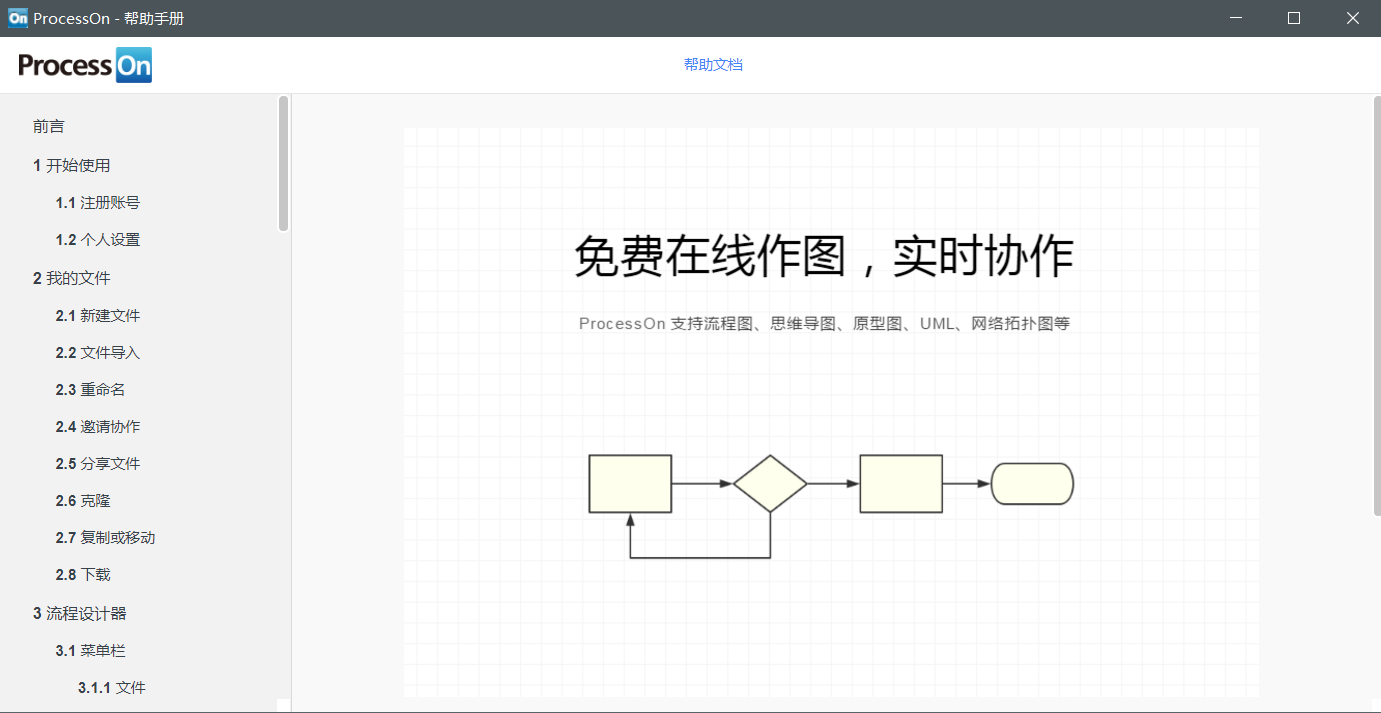 On ProcessOn - 帮助手册
ProcessOn
帮助文档
前言
1 开始使用
1.1 注册账号
1.2 个人设置
2 我的文件
2.1 新建文件
2.2 文件导入
2.3 重命名
2.4 邀请协作
2.5 分享文件
2.6 克隆
2.7 复制或移动
2.8 下载
3 流程设计器
3.1 菜单栏
3.1.1 文件
免费在线作图，实时协作
ProcessOn 支持流程图、思维导图、原型图、UML、网络拓扑图等